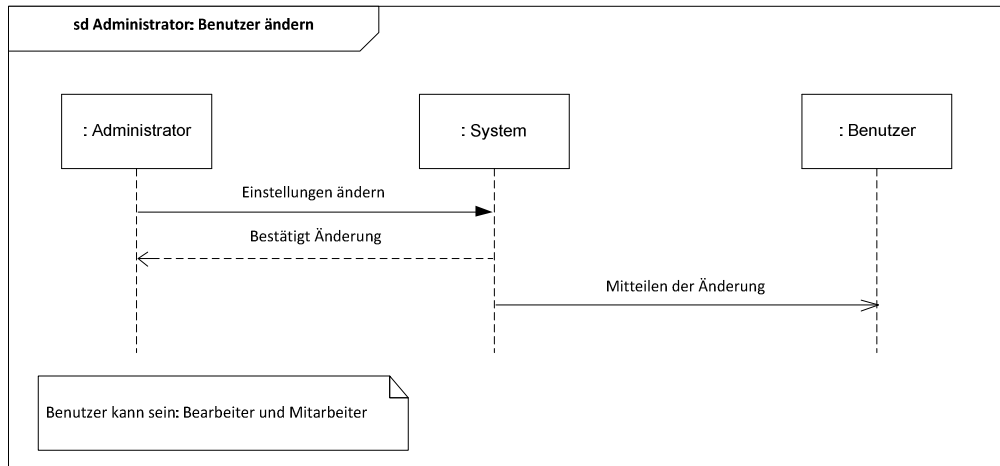 sd Administrator: Benutzer ändern
: Administrator
: System
: Benutzer
Einstellungen ändern
Bestätigt Änderung
Mitteilen der Änderung
Benutzer kann sein: Bearbeiter und Mitarbeiter